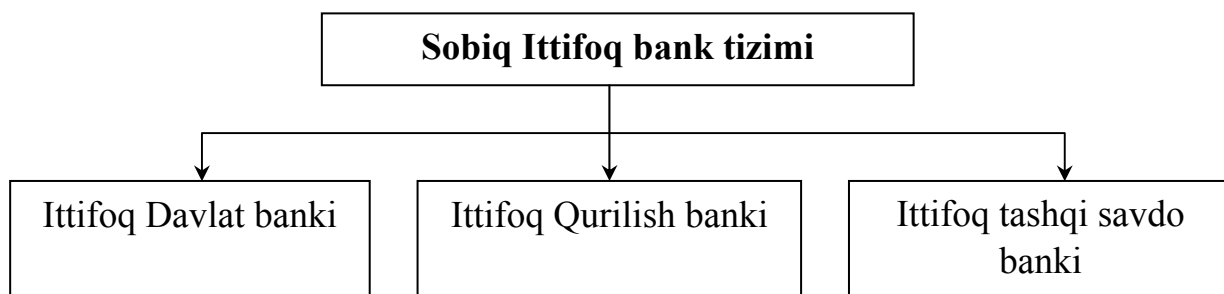 Sobiq Ittifoq bank tizimi
Ittifoq Davlat banki
Ittifoq Qurilish banki
Ittifoq tashqi savdo
banki